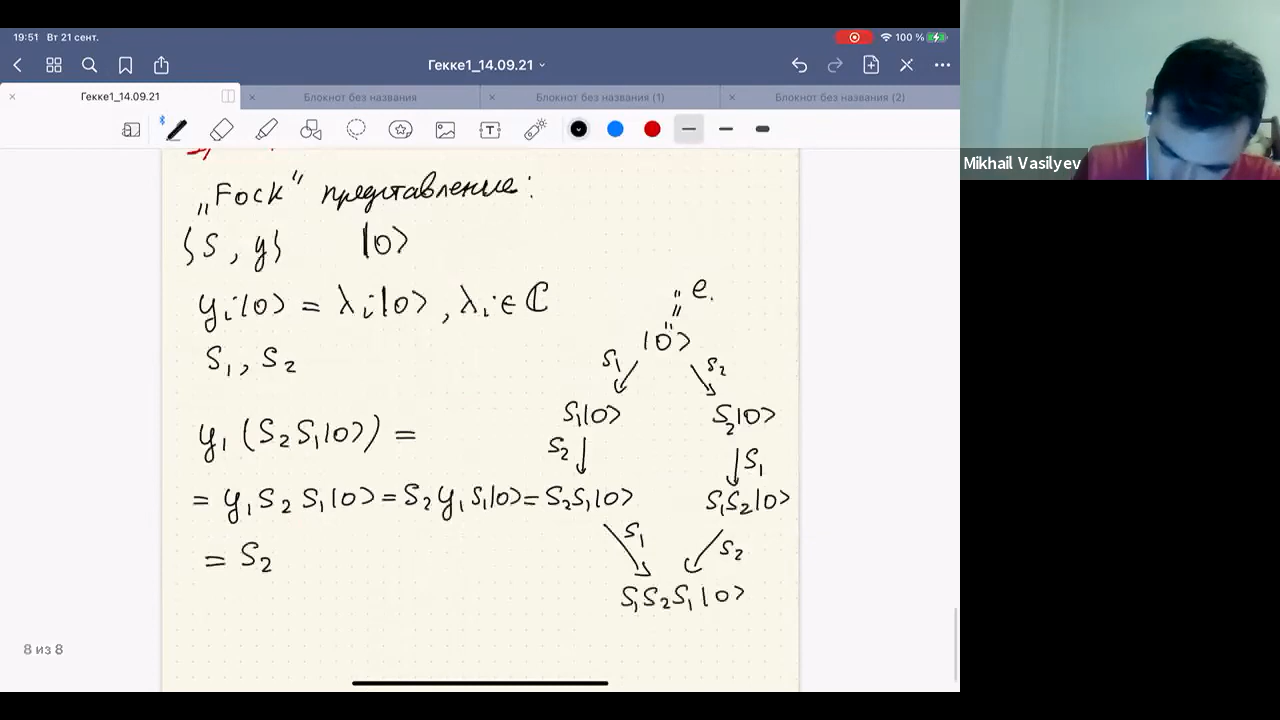 19:51 Вт 21 сент. 100 %
Гекке1_14.09.21
Гекке1_14.09.21 Блокнот без названия Блокнот без названия (1) Блокнот без названия (2)
Mikhail Vasilyev
„Fock“ представление:
{S, y} |0>
y_i|0> = λ_i|0>, λ_i ∈ ℂ
S₁, S₂
y₁(S₂S₁|0>) =
= y₁S₂S₁|0> = S₂y₁S₁|0> =
= S₂
„e.
|0>
S₁ S₂
S₁|0> S₂|0>
S₂ S₁
S₂S₁|0> S₁S₂|0>
S₁ S₂
S₁S₂S₁|0>
8 из 8